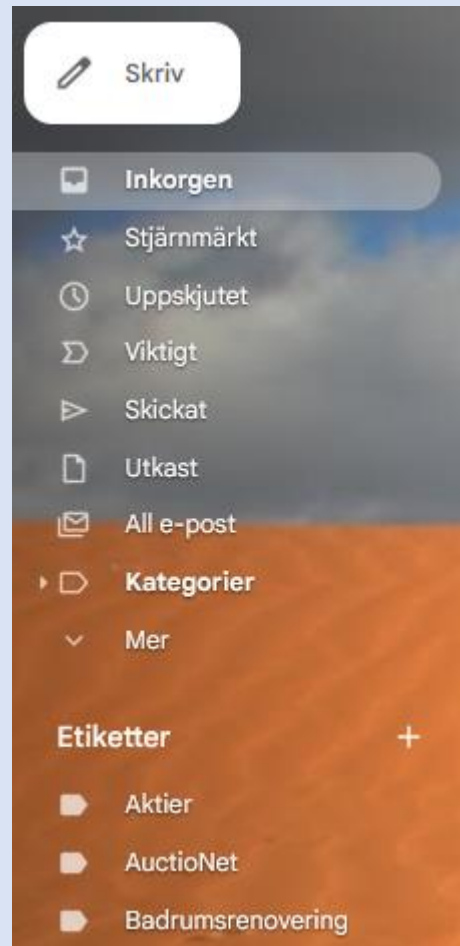 Skriv
Inkorgen
Stjärnmärkt
Uppskjutet
Viktigt
Skickat
Utkast
All e-post
Kategorier
Mer
Etiketter
Aktier
AuctioNet
Badrumsrenovering